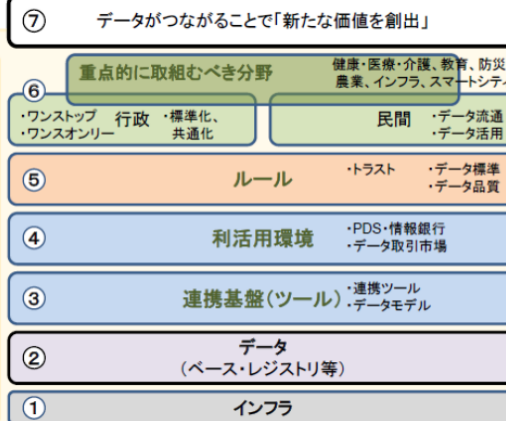 ⑦ データがつながることで「新たな価値を創出」
重点的に取組むべき分野
健康・医療・介護、教育、防災
農業、インフラ、スマートシティ
⑥
・ワンストップ
・ワンスオンリー
行政
・標準化、
共通化
民間
・データ流通
・データ活用
⑤ ルール
・トラスト
・データ標準
・データ品質
④ 利活用環境
・PDS・情報銀行
・データ取引市場
③ 連携基盤(ツール)
・連携ツール
・データモデル
② データ
(ベース・レジストリ等)
① インフラ